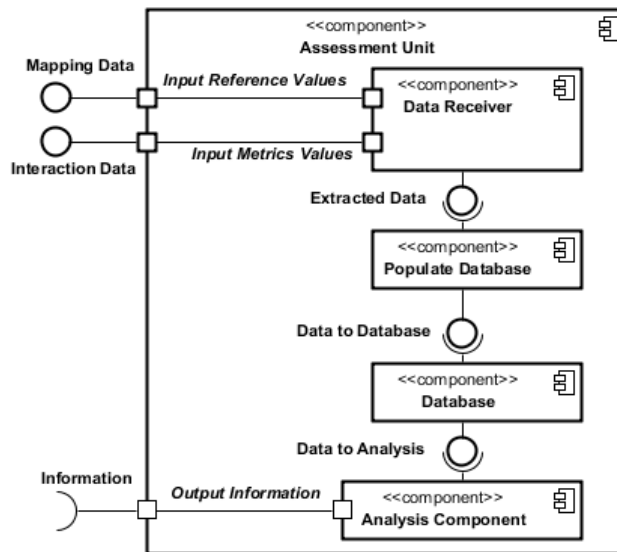 <<component>>
Assessment Unit
Mapping Data
Input Reference Values
<<component>>
Data Receiver
Interaction Data
Input Metrics Values
Extracted Data
<<component>>
Populate Database
Data to Database
<<component>>
Database
Data to Analysis
Information
Output Information
<<component>>
Analysis Component